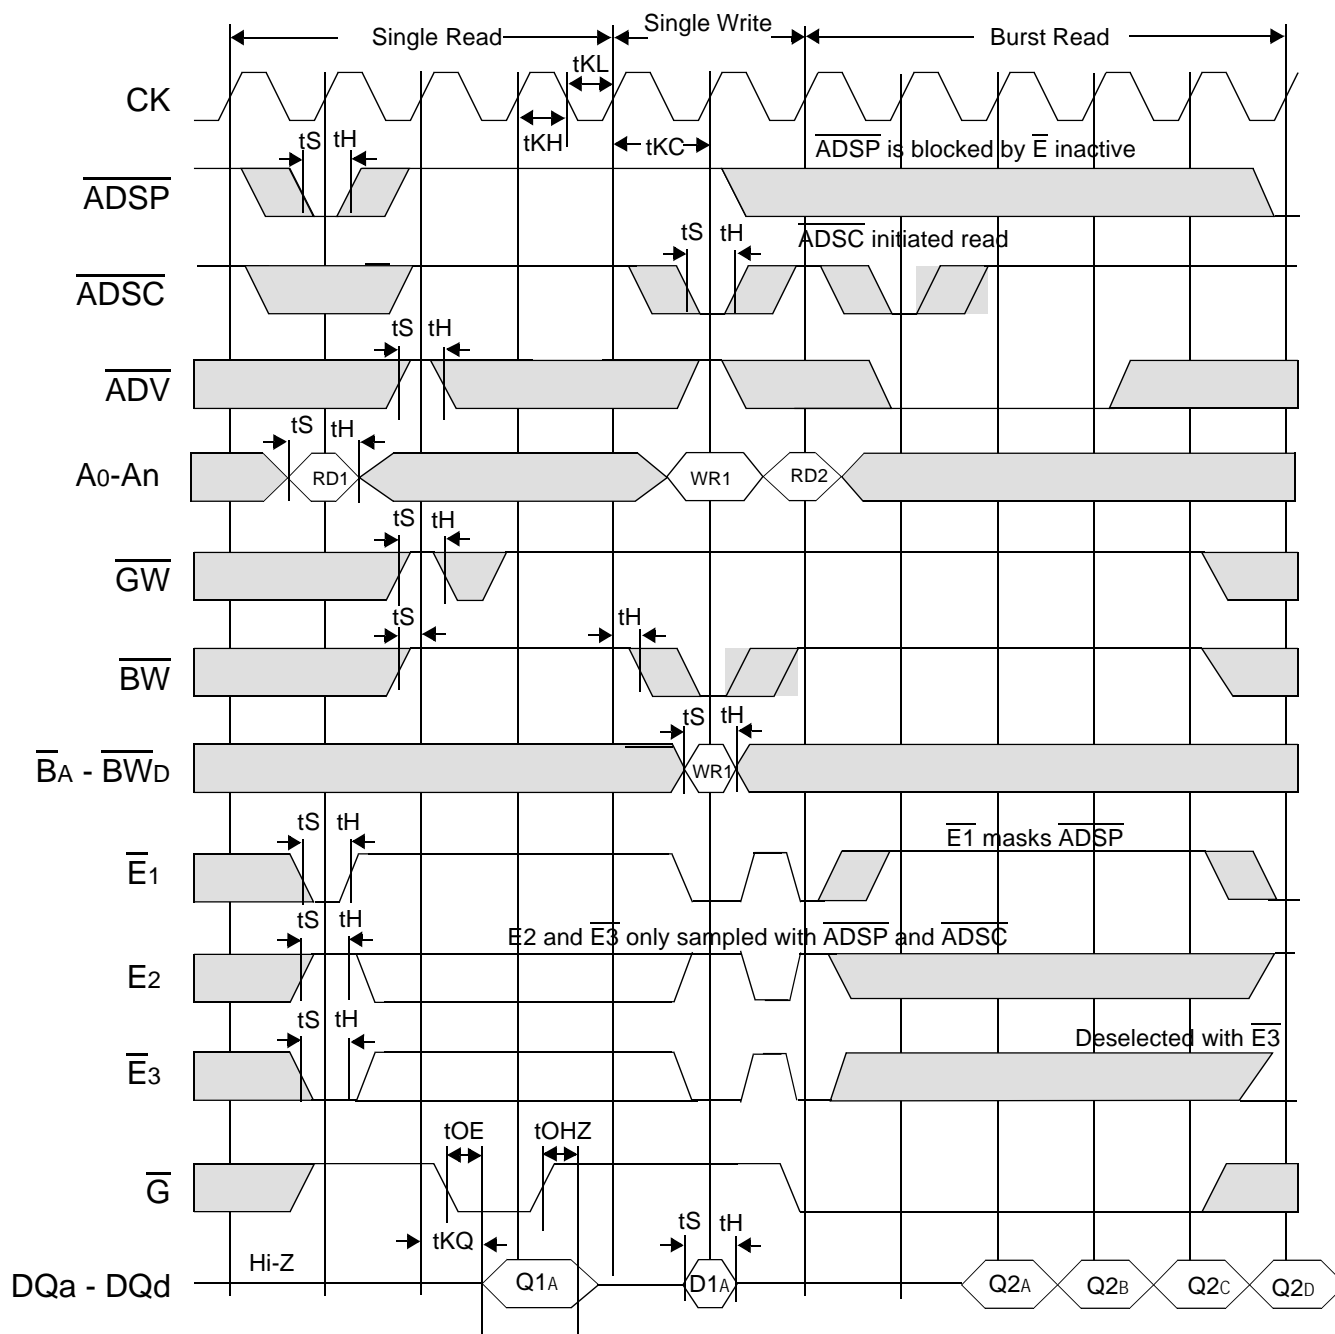 Single Read
Single Write
Burst Read
CK
tKL
tKH
tKC
ADSP is blocked by E inactive
tS tH
ADSP
tS tH
ADSC initiated read
ADSC
tS tH
ADV
tS tH
A0-An
RD1
WR1
RD2
tS tH
GW
tS
tH
BW
tS tH
BA - BWD
WR1
tS tH
E1 masks ADSP
E1
tS tH
E2 and E3 only sampled with ADSP and ADSC
E2
tS tH
Deselected with E3
E3
tOE
tOHZ
G
tKQ
tS tH
Hi-Z
DQa - DQd
Q1A
D1A
Q2A
Q2B
Q2C
Q2D